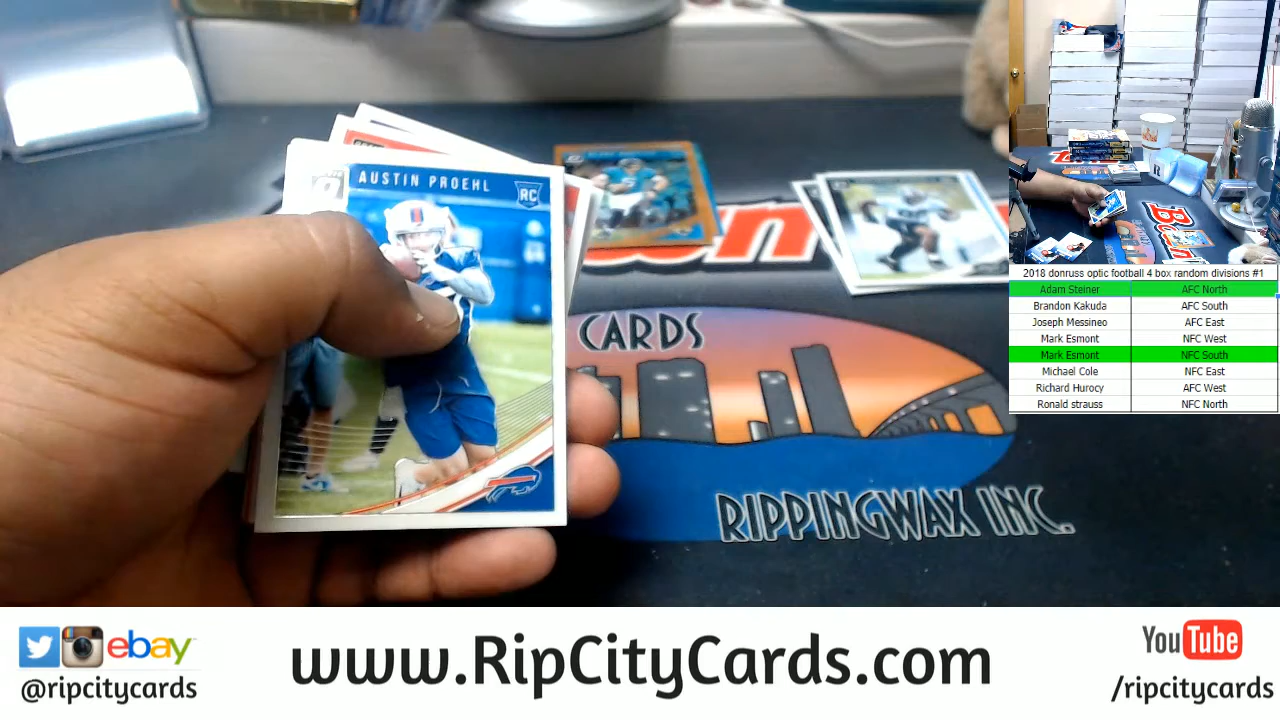 AUSTIN PROEHL
RC
CARDS
RIPPINGWAX INC.
2018 donruss optic football 4 box random divisions #1
Adam Steiner AFC North
Brandon Kakuda AFC South
Joseph Messineo AFC East
Mark Esmont NFC West
Mark Esmont NFC South
Michael Cole NFC East
Richard Hurocy AFC West
Ronald strauss NFC North
ebay
@ripcitycards
www.RipCityCards.com
YouTube
/ripcitycards